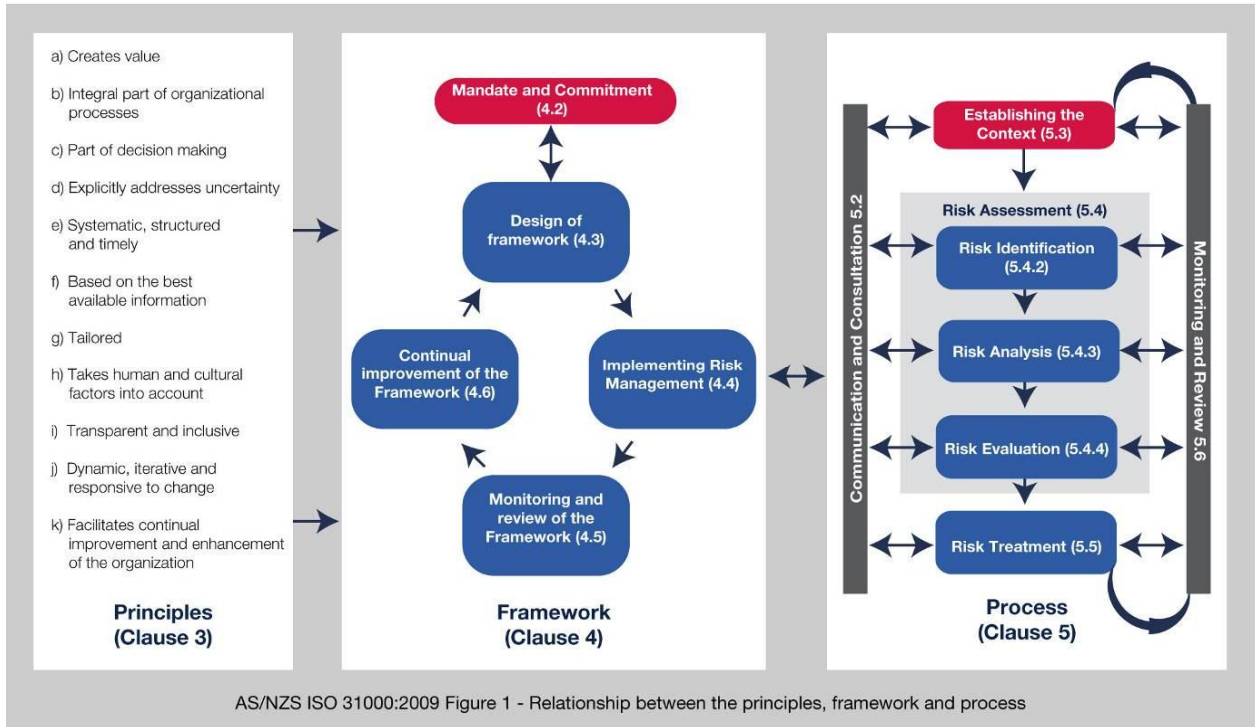 a) Creates value
b) Integral part of organizational
processes
c) Part of decision making
d) Explicitly addresses uncertainty
e) Systematic, structured
and timely
f) Based on the best
available information
g) Tailored
h) Takes human and cultural
factors into account
i) Transparent and inclusive
j) Dynamic, iterative and
responsive to change
k) Facilitates continual
improvement and enhancement
of the organization
Principles
(Clause 3)
Mandate and Commitment
(4.2)
Design of
framework (4.3)
Continual
improvement of the
Framework (4.6)
Implementing Risk
Management (4.4)
Monitoring and
review of the
Framework (4.5)
Framework
(Clause 4)
Communication and Consultation 5.2
Establishing the
Context (5.3)
Risk Assessment (5.4)
Risk Identification
(5.4.2)
Risk Analysis (5.4.3)
Risk Evaluation (5.4.4)
Risk Treatment (5.5)
Monitoring and Review 5.6
Process
(Clause 5)
AS/NZS ISO 31000:2009 Figure 1 - Relationship between the principles, framework and process